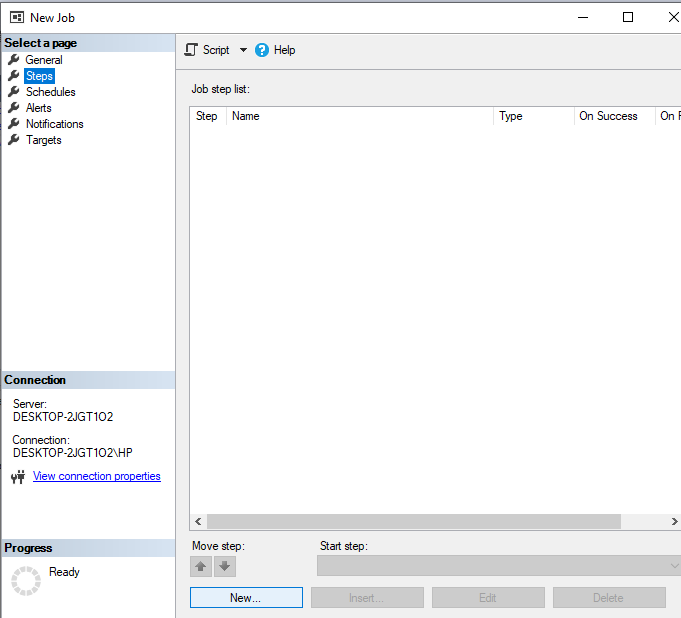 New Job
Select a page
General
Steps
Schedules
Alerts
Notifications
Targets
Script
Help
Job step list:
Step Name Type On Success On
Connection
Server:
DESKTOP-2JGT1O2
Connection:
DESKTOP-2JGT1O2\HP
View connection properties
Progress
Ready
Move step: Start step:
New... Insert... Edit Delete